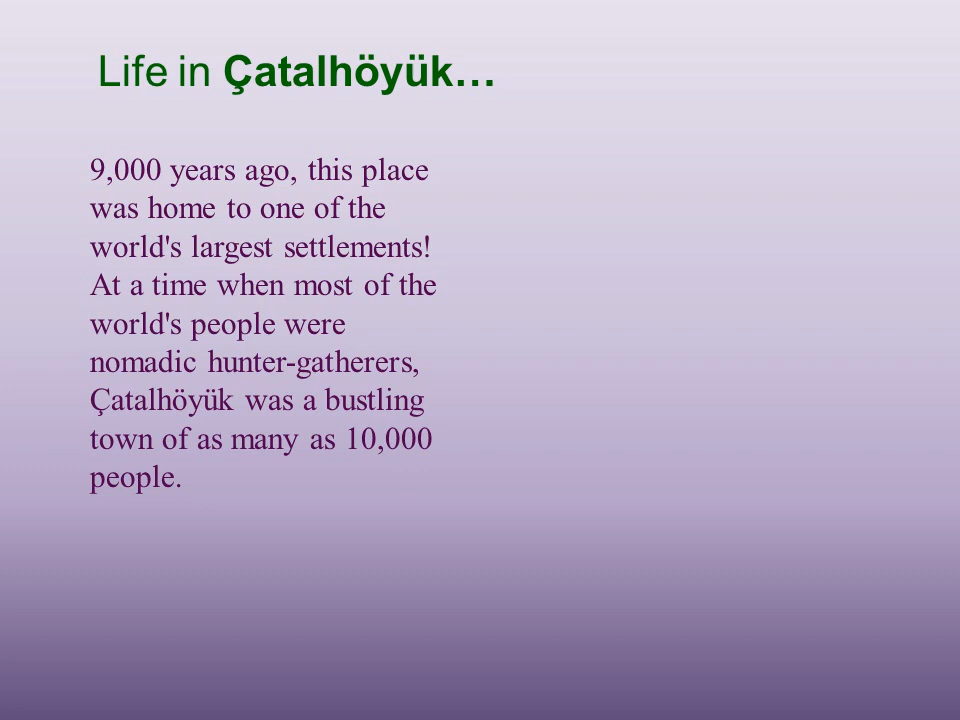 Life in Çatalhöyük…
9,000 years ago, this place
was home to one of the
world's largest settlements!
At a time when most of the
world's people were
nomadic hunter-gatherers,
Çatalhöyük was a bustling
town of as many as 10,000
people.